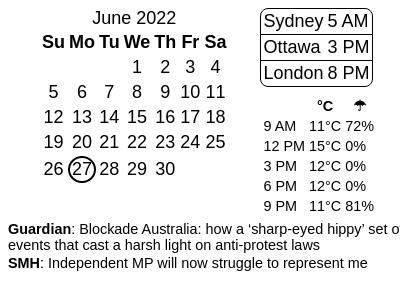 June 2022
Su Mo Tu We Th Fr Sa
1 2 3 4
5 6 7 8 9 10 11
12 13 14 15 16 17 18
19 20 21 22 23 24 25
26 27 28 29 30
Sydney 5 AM
Ottawa 3 PM
London 8 PM
°C ☂
9 AM 11°C 72%
12 PM 15°C 0%
3 PM 12°C 0%
6 PM 12°C 0%
9 PM 11°C 81%
Guardian: Blockade Australia: how a ‘sharp-eyed hippy’ set o
events that cast a harsh light on anti-protest laws
SMH: Independent MP will now struggle to represent me